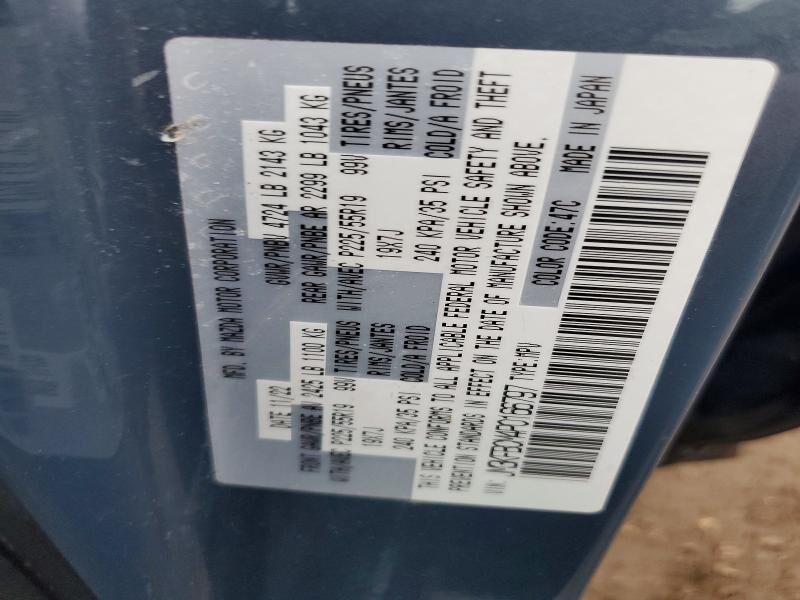 MFD. BY MAZDA MOTOR CORPORATION
DATE 11/22 GVWR/PNBV 4724 LB 2143 KG
FRONT GAWR/PNBE AV 2425 LB 1100 KG REAR GAWR/PNBE AR 2299 LB 1043 KG
WITH/AVEC P225/55R19 99V TIRES/PNEUS WITH/AVEC P225/55R19 99V TIRES/PNEUS
19X7J RIMS/JANTES 19X7J RIMS/JANTES
240 KPA/35 PSI COLD/A FROID 240 KPA/35 PSI COLD/A FROID
THIS VEHICLE CONFORMS TO ALL APPLICABLE FEDERAL MOTOR VEHICLE SAFETY AND THEFT
PREVENTION STANDARDS IN EFFECT ON THE DATE OF MANUFACTURE SHOWN ABOVE.
VIN: JM3KFBCM4P0166797 TYPE:MPV COLOR CODE:47C MADE IN JAPAN